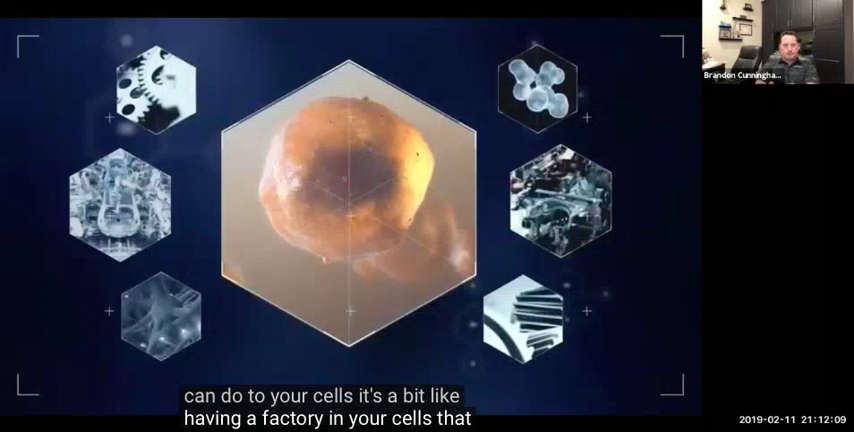 Brandon Cunningha...
can do to your cells it's a bit like
having a factory in your cells that
2019-02-11 21:12:09